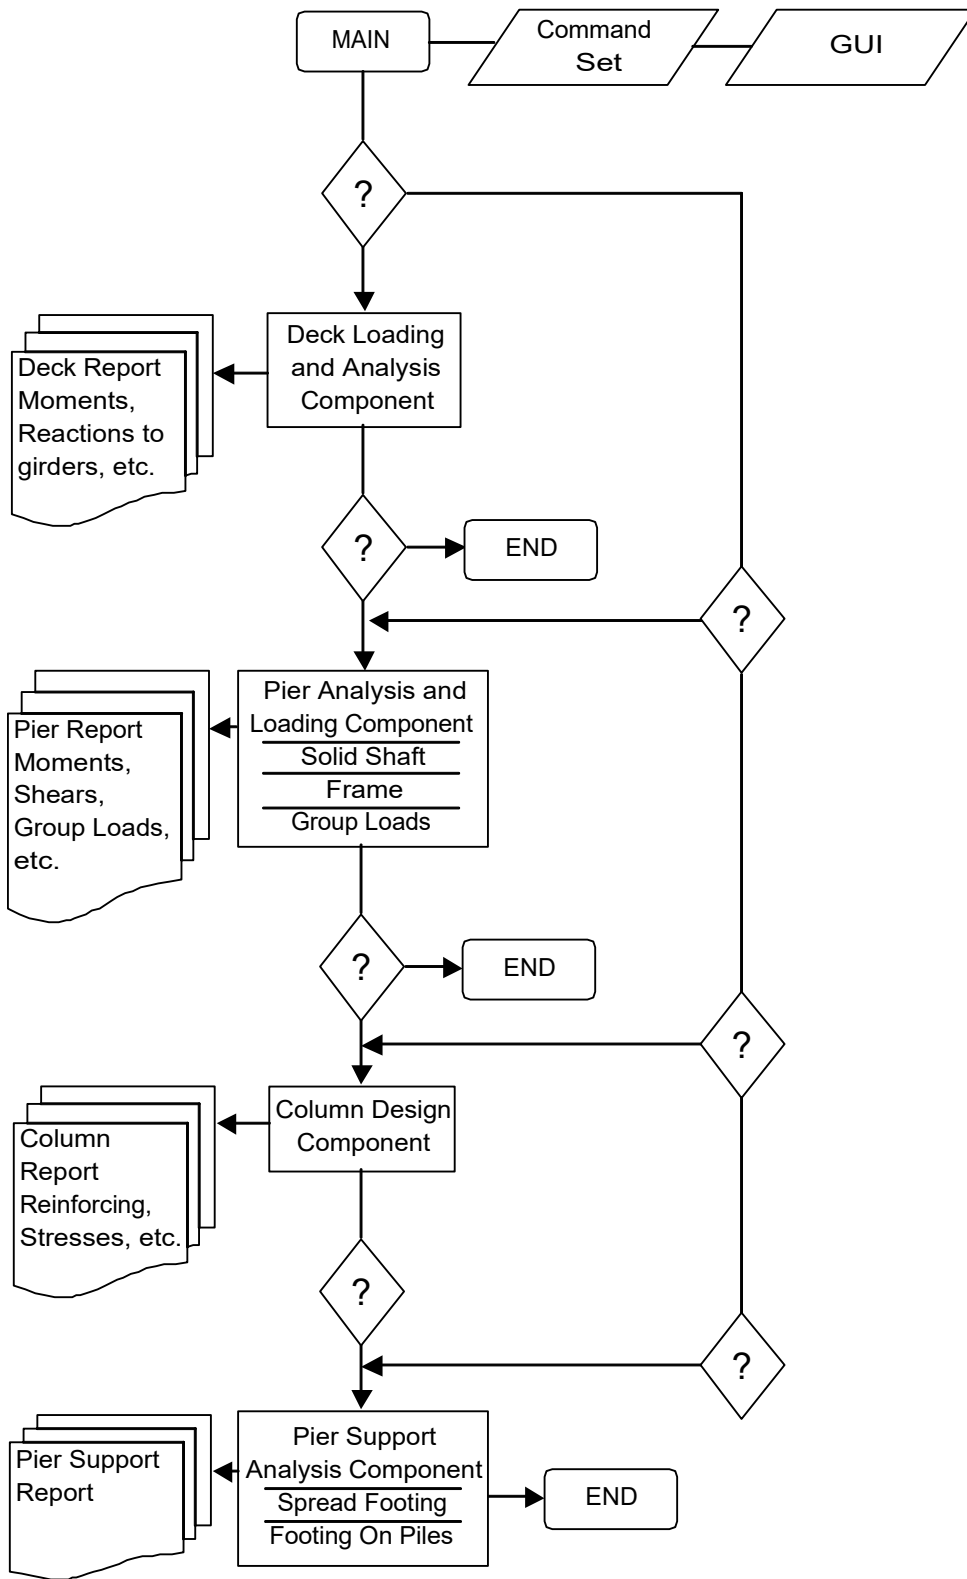 MAIN
Command
Set
GUI
?
Deck Loading
and Analysis
Component
Deck Report
Moments,
Reactions to
girders, etc.
?
END
?
Pier Analysis and
Loading Component
Solid Shaft
Frame
Group Loads
Pier Report
Moments,
Shears,
Group Loads,
etc.
?
END
?
Column Design
Component
Column
Report
Reinforcing,
Stresses, etc.
?
?
Pier Support
Analysis Component
Spread Footing
Footing On Piles
Pier Support
Report
END